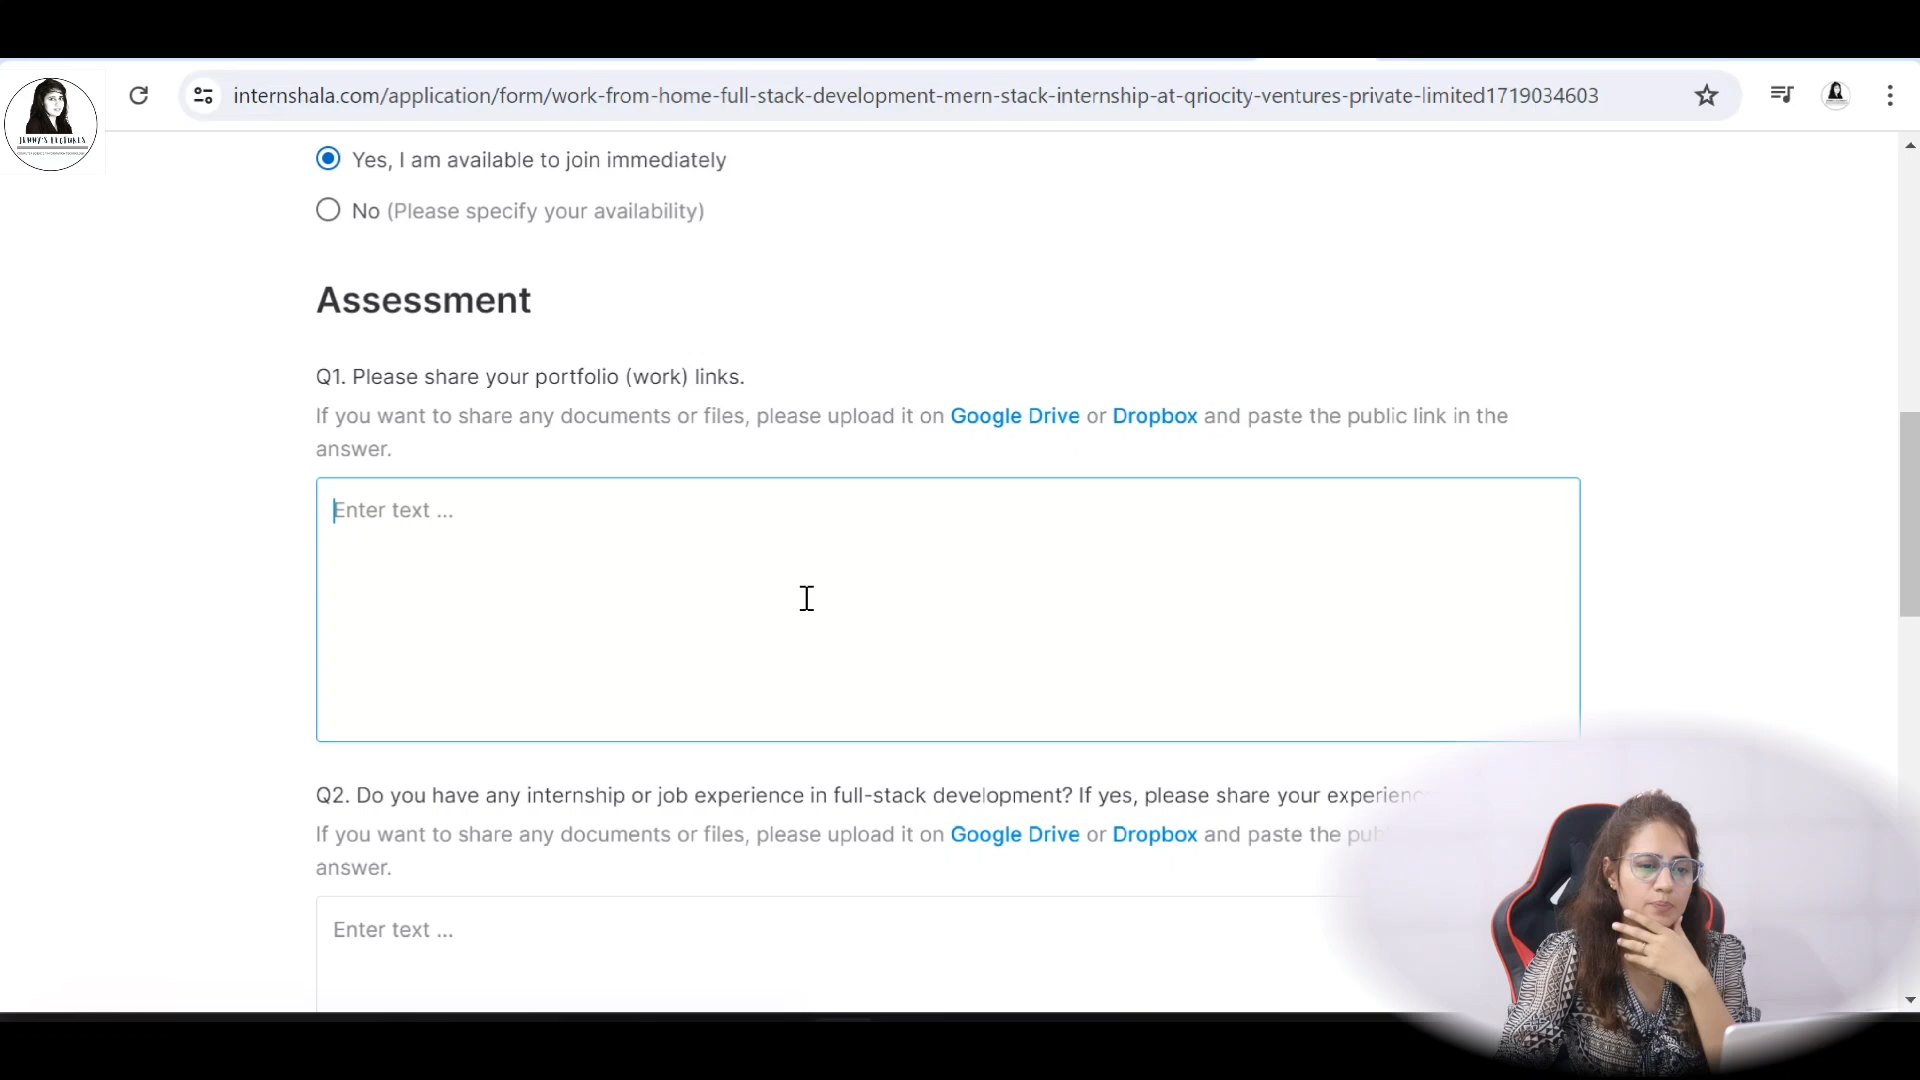 JENNY'S LECTURES
internshala.com/application/form/work-from-home-full-stack-development-mern-stack-internship-at-qriocity-ventures-private-limited1719034603
Yes, I am available to join immediately
No (Please specify your availability)
Assessment
Q1. Please share your portfolio (work) links.
If you want to share any documents or files, please upload it on Google Drive or Dropbox and paste the public link in the
answer.
Enter text ...
Q2. Do you have any internship or job experience in full-stack development? If yes, please share your experienc
If you want to share any documents or files, please upload it on Google Drive or Dropbox and paste the pub
answer.
Enter text ...